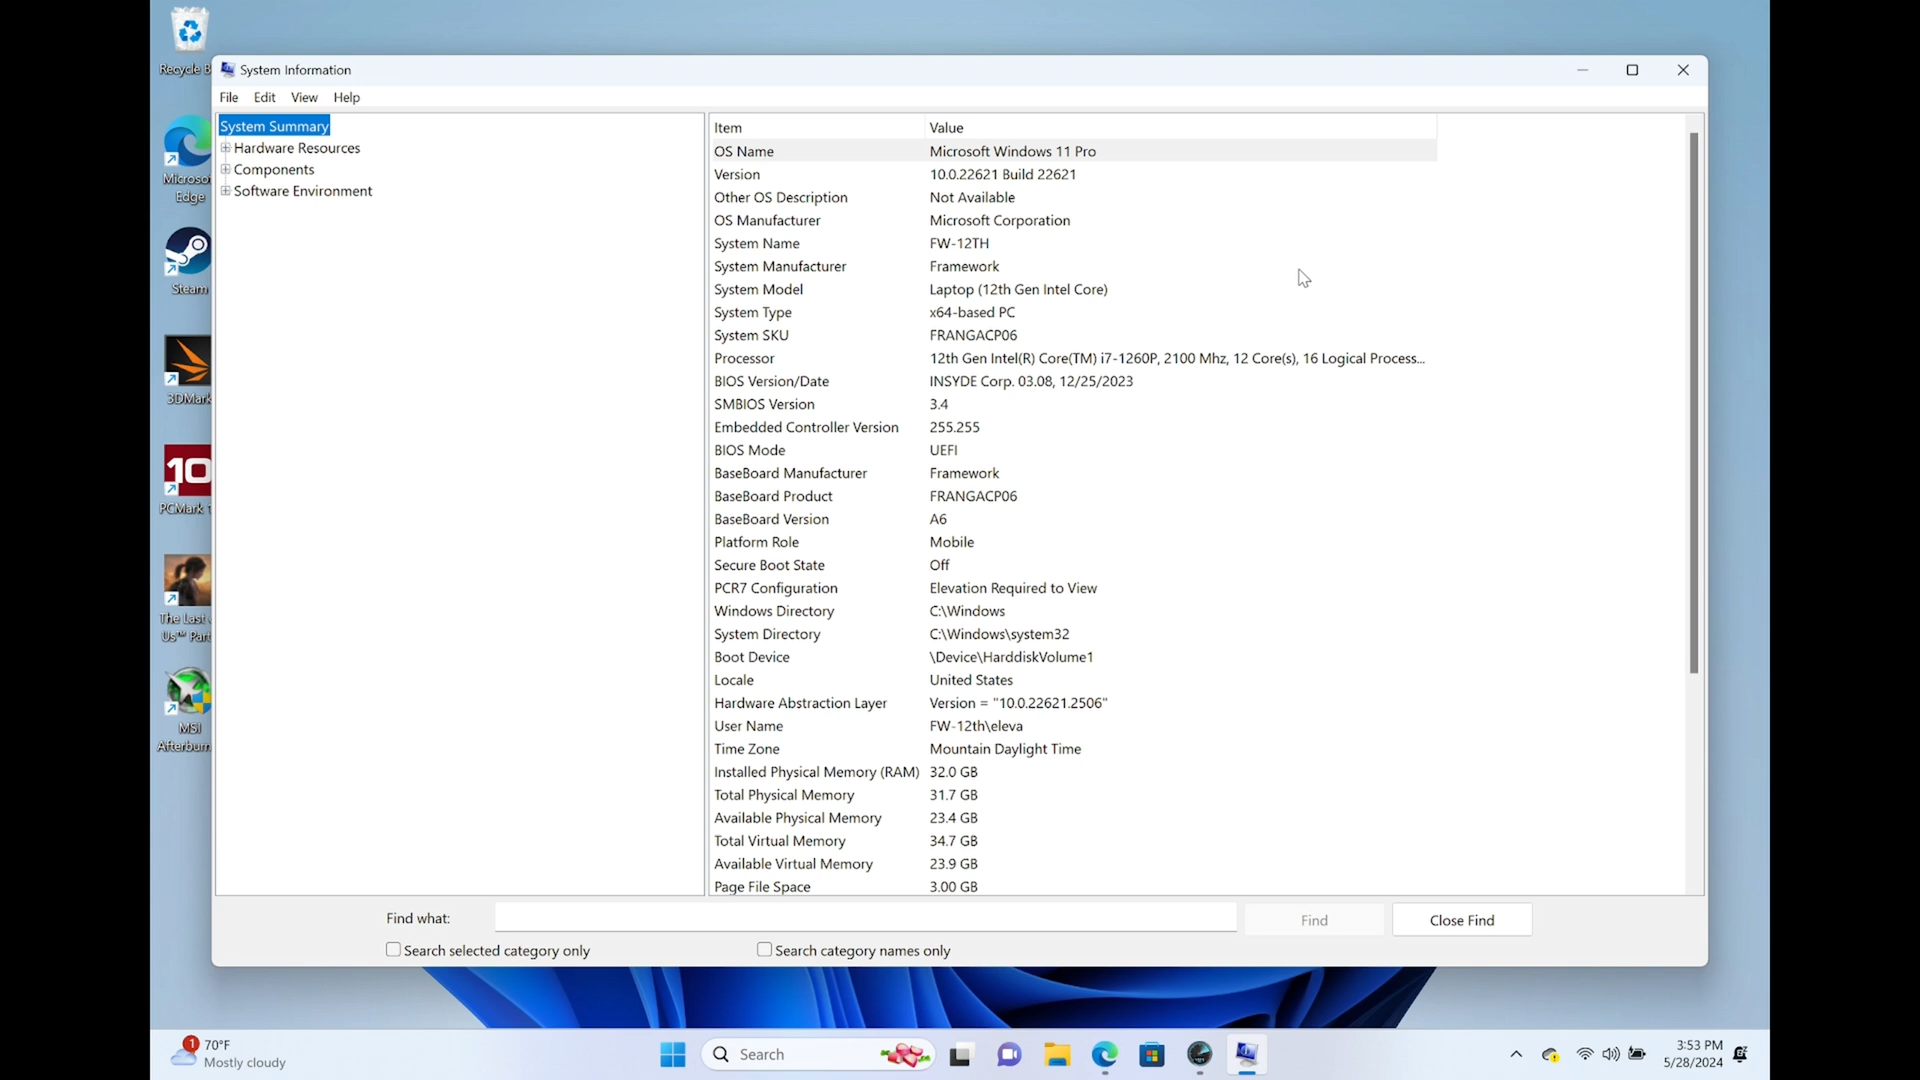 Recycle B
System Information
File Edit View Help
System Summary
Hardware Resources
Components
Software Environment
Microsof
Edge
Steam
3DMark
PCMark 1
The Last
Us™ Part
MSI
Afterburn
Item Value
OS Name Microsoft Windows 11 Pro
Version 10.0.22621 Build 22621
Other OS Description Not Available
OS Manufacturer Microsoft Corporation
System Name FW-12TH
System Manufacturer Framework
System Model Laptop (12th Gen Intel Core)
System Type x64-based PC
System SKU FRANGACP06
Processor 12th Gen Intel(R) Core(TM) i7-1260P, 2100 Mhz, 12 Core(s), 16 Logical Process...
BIOS Version/Date INSYDE Corp. 03.08, 12/25/2023
SMBIOS Version 3.4
Embedded Controller Version 255.255
BIOS Mode UEFI
BaseBoard Manufacturer Framework
BaseBoard Product FRANGACP06
BaseBoard Version A6
Platform Role Mobile
Secure Boot State Off
PCR7 Configuration Elevation Required to View
Windows Directory C:\Windows
System Directory C:\Windows\system32
Boot Device \Device\HarddiskVolume1
Locale United States
Hardware Abstraction Layer Version = "10.0.22621.2506"
User Name FW-12th\eleva
Time Zone Mountain Daylight Time
Installed Physical Memory (RAM) 32.0 GB
Total Physical Memory 31.7 GB
Available Physical Memory 23.4 GB
Total Virtual Memory 34.7 GB
Available Virtual Memory 23.9 GB
Page File Space 3.00 GB
Find what: Find Close Find
Search selected category only Search category names only
1 70°F
Mostly cloudy
Search
3:53 PM
5/28/2024